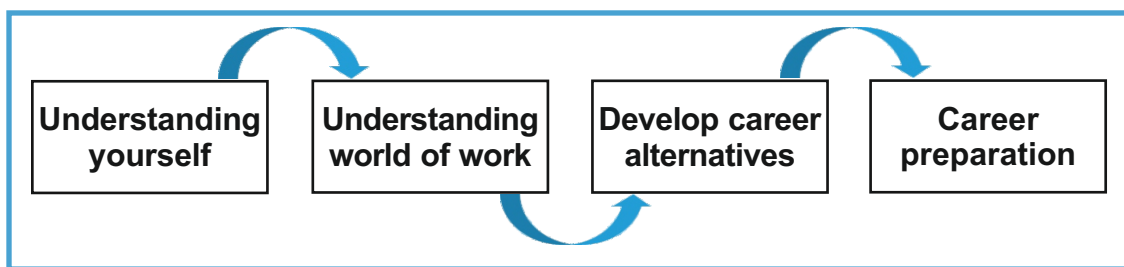 Understanding
yourself
Understanding
world of work
Develop career
alternatives
Career
preparation